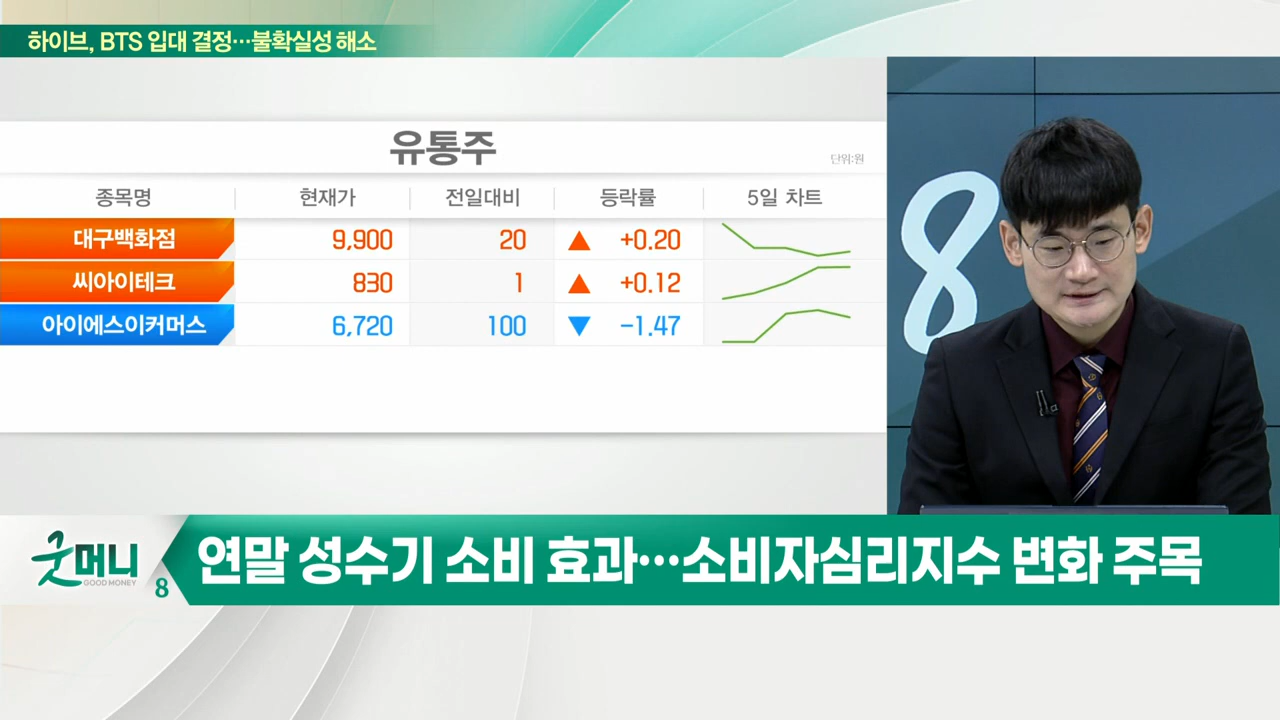 하이브, BTS 입대 결정…불확실성 해소
유통주
단위:원
종목명 현재가 전일대비 등락률 5일 차트
대구백화점 9,900 20 ▲ +0.20
씨아이테크 830 1 ▲ +0.12
아이에스이커머스 6,720 100 ▼ -1.47
8
굿머니
GOOD MONEY
8
연말 성수기 소비 효과…소비자심리지수 변화 주목